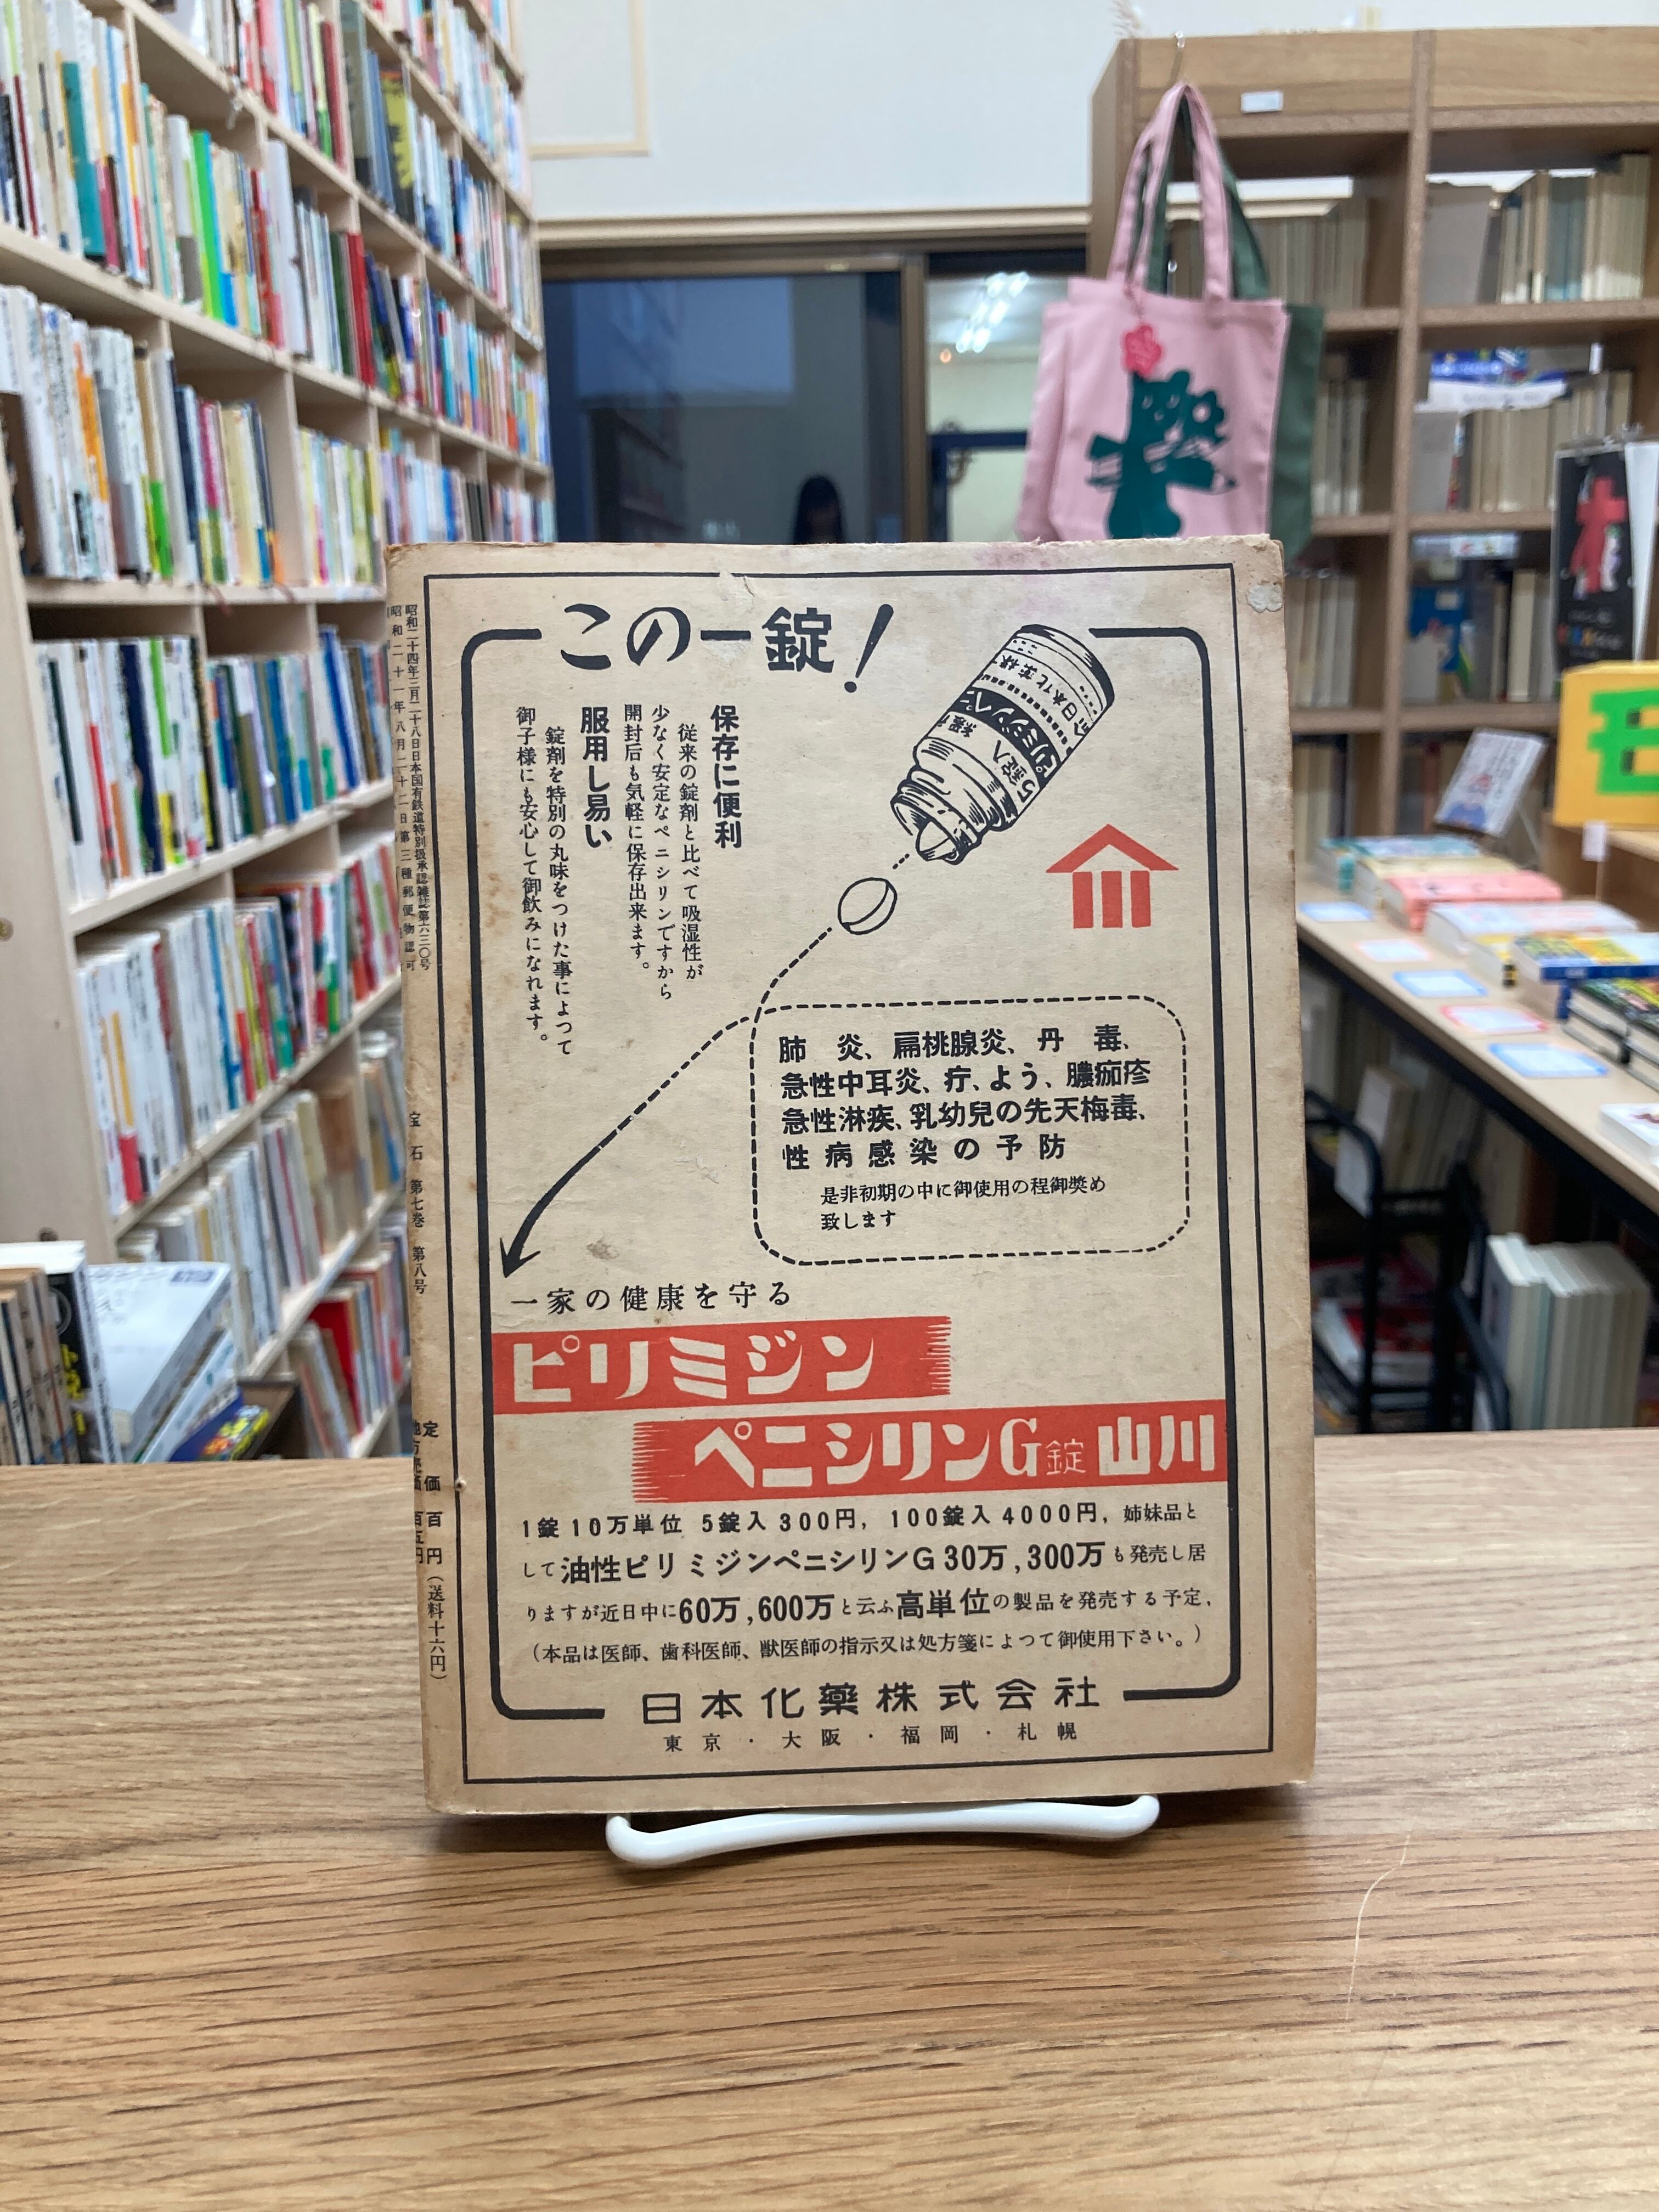 この一錠！
保存に便利
従来の錠剤と比べて吸湿性が
少なく安定なペニシリンですから
開封后も気軽に保存出来ます。
服用し易い
錠剤を特別の丸味をつけた事によつて
御子様にも安心して御飲みになれます。
5錠入
肺炎、扁桃腺炎、丹毒、
急性中耳炎、疔、よう、膿痂疹
急性淋疾、乳幼兒の先天梅毒、
性病感染の予防
是非初期の中に御使用の程御奬め
致します
一家の健康を守る
ピリミジン
ペニシリンG錠山川
1錠10万単位 5錠入300円, 100錠入4000円, 姉妹品と
して油性ピリミジンペニシリンG30万,300万も発売し居
りますが近日中に60万,600万と云ふ高単位の製品を発売する予定,
（本品は医師、歯科医師、獣医師の指示又は処方箋によつて御使用下さい。）
日本化薬株式会社
東京・大阪・福岡・札幌
昭和二十四年三月二十八日日本国有鉄道特別扱承認雑誌第六三〇号
昭和二十一年八月二十二日第三種郵便物認可
宝石 第七巻 第八号
定価 百円（送料十六円）
地方売価 百五円